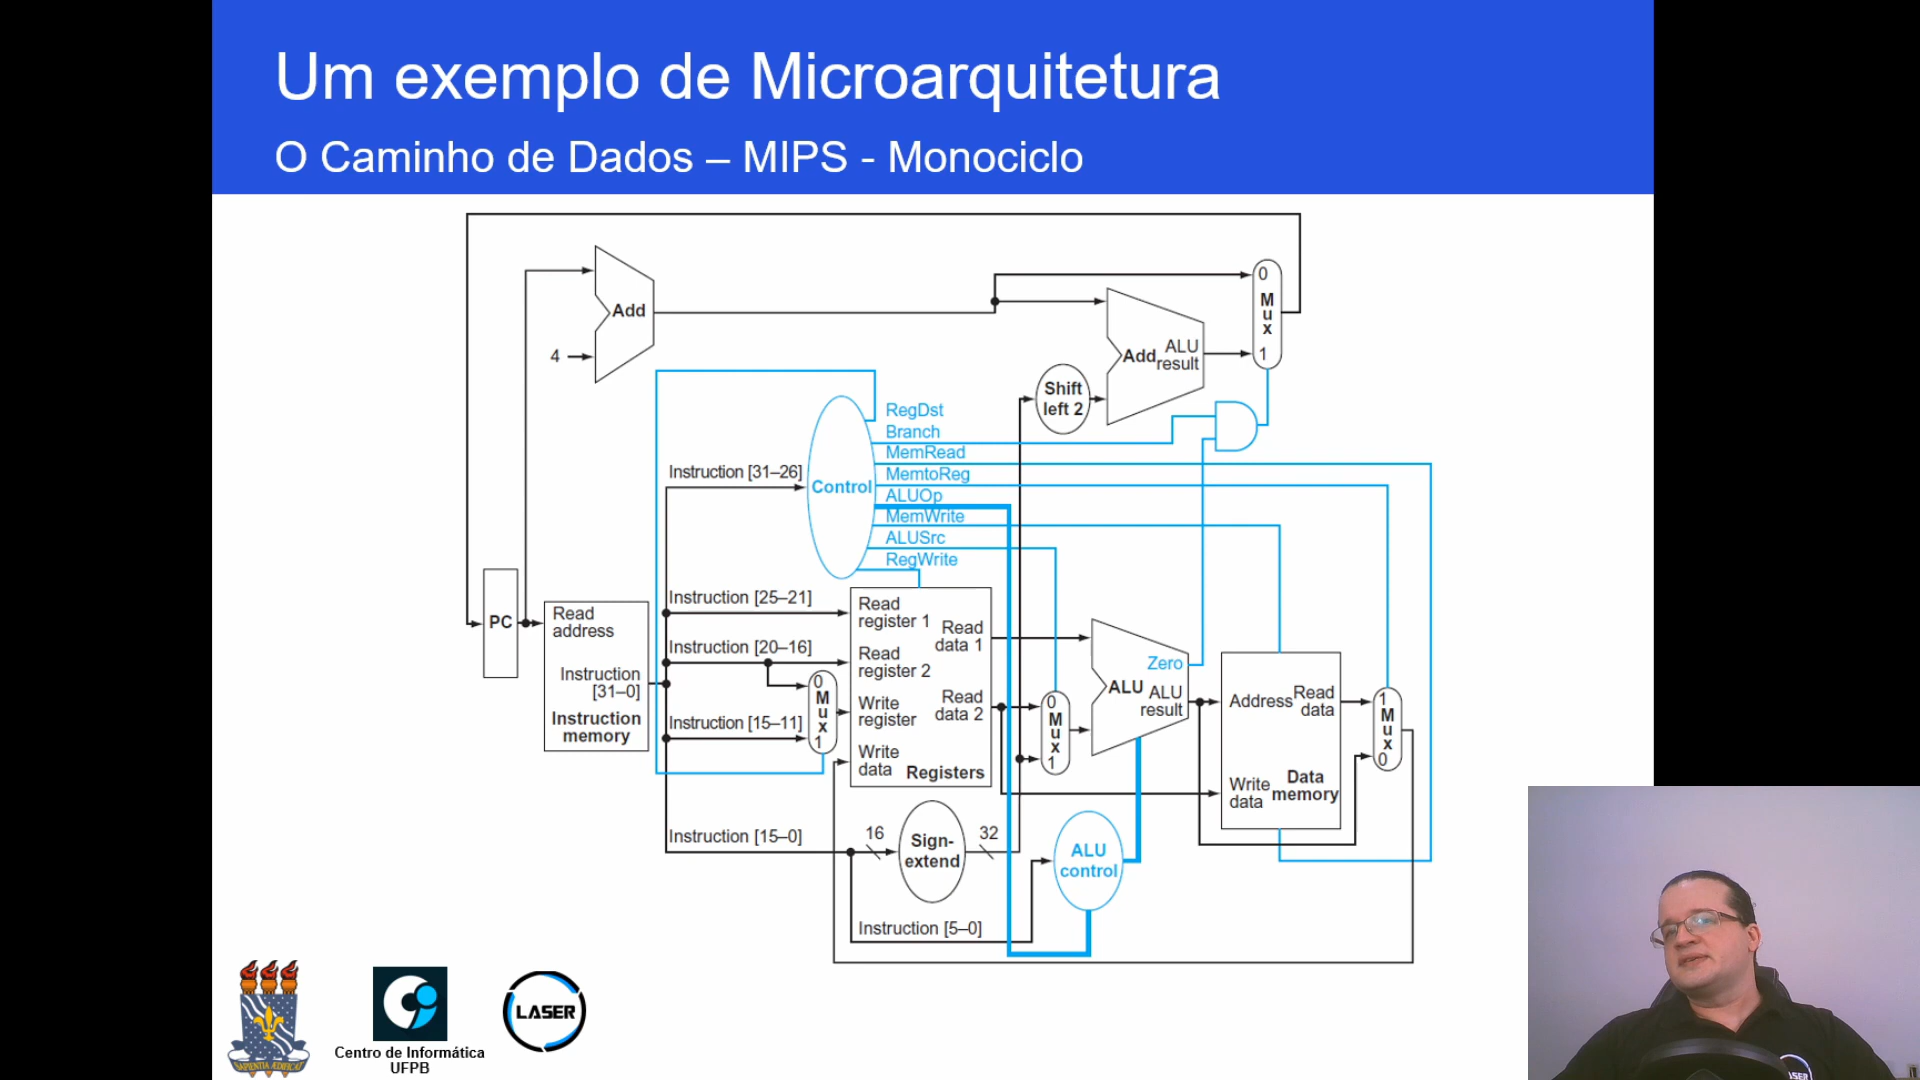 Um exemplo de Microarquitetura
O Caminho de Dados – MIPS - Monociclo
Add
4
0
M
u
x
1
Add
ALU
result
Shift
left 2
RegDst
Branch
MemRead
MemtoReg
ALUOp
MemWrite
ALUSrc
RegWrite
Control
Instruction [31–26]
Instruction [25–21]
Instruction [20–16]
Instruction [15–11]
Instruction [15–0]
Instruction [5–0]
PC
Read
address
Instruction
[31–0]
Instruction
memory
0
M
u
x
1
Read
register 1
Read
register 2
Write
register
Write
data
Read
data 1
Read
data 2
Registers
16
Sign-
extend
32
0
M
u
x
1
Zero
ALU
ALU
result
ALU
control
Address
Read
data
Write
data
Data
memory
1
M
u
x
0
Centro de Informática
UFPB
LASER